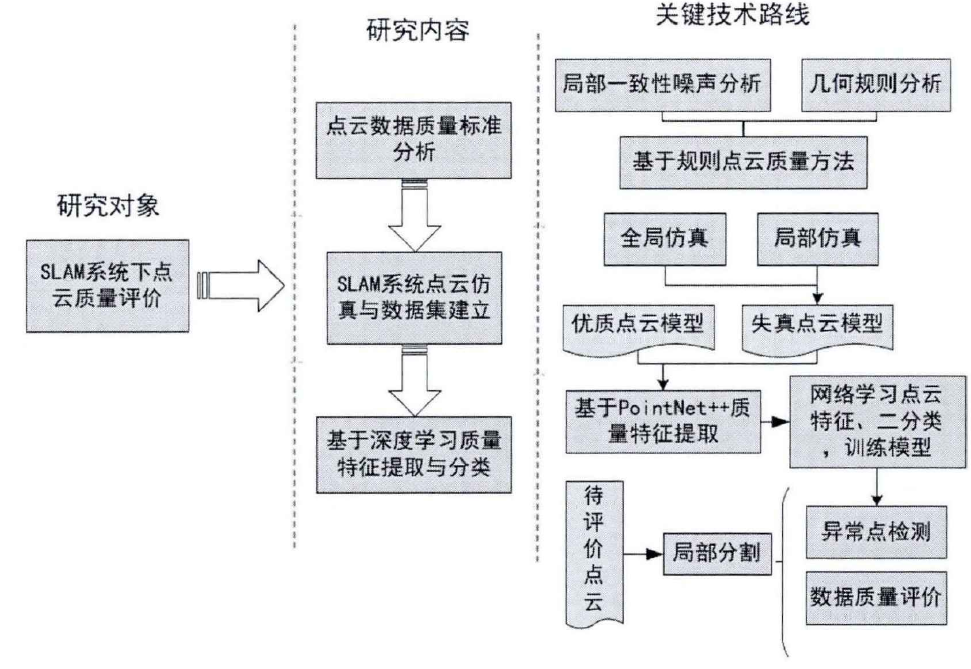 研究对象
SLAM系统下点
云质量评价
研究内容
点云数据质量标准
分析
SLAM系统点云仿
真与数据集建立
基于深度学习质量
特征提取与分类
关键技术路线
局部一致性噪声分析
几何规则分析
基于规则点云质量方法
全局仿真
局部仿真
优质点云模型
失真点云模型
基于PointNet++质
量特征提取
网络学习点云
特征、二分类
，训练模型
待
评
价
点
云
局部分割
异常点检测
数据质量评价